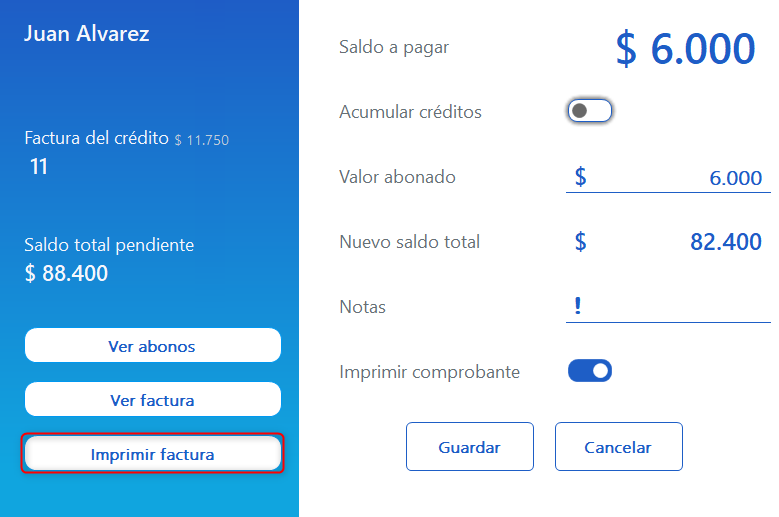 Juan Alvarez
Factura del crédito $ 11.750
11
Saldo total pendiente
$ 88.400
Ver abonos
Ver factura
Imprimir factura
Saldo a pagar $ 6.000
Acumular créditos
Valor abonado $ 6.000
Nuevo saldo total $ 82.400
Notas !
Imprimir comprobante
Guardar Cancelar